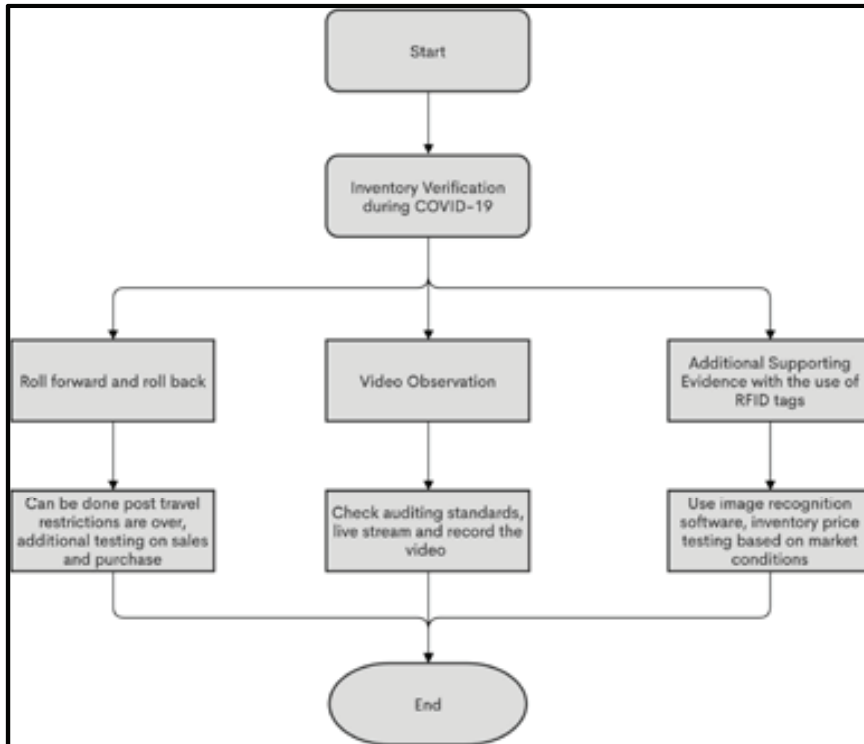 Start
Inventory Verification
during COVID-19
Roll forward and roll back
Video Observation
Additional Supporting
Evidence with the use of
RFID tags
Can be done post travel
restrictions are over,
additional testing on sales
and purchase
Check auditing standards,
live stream and record the
video
Use image recognition
software, inventory price
testing based on market
conditions
End